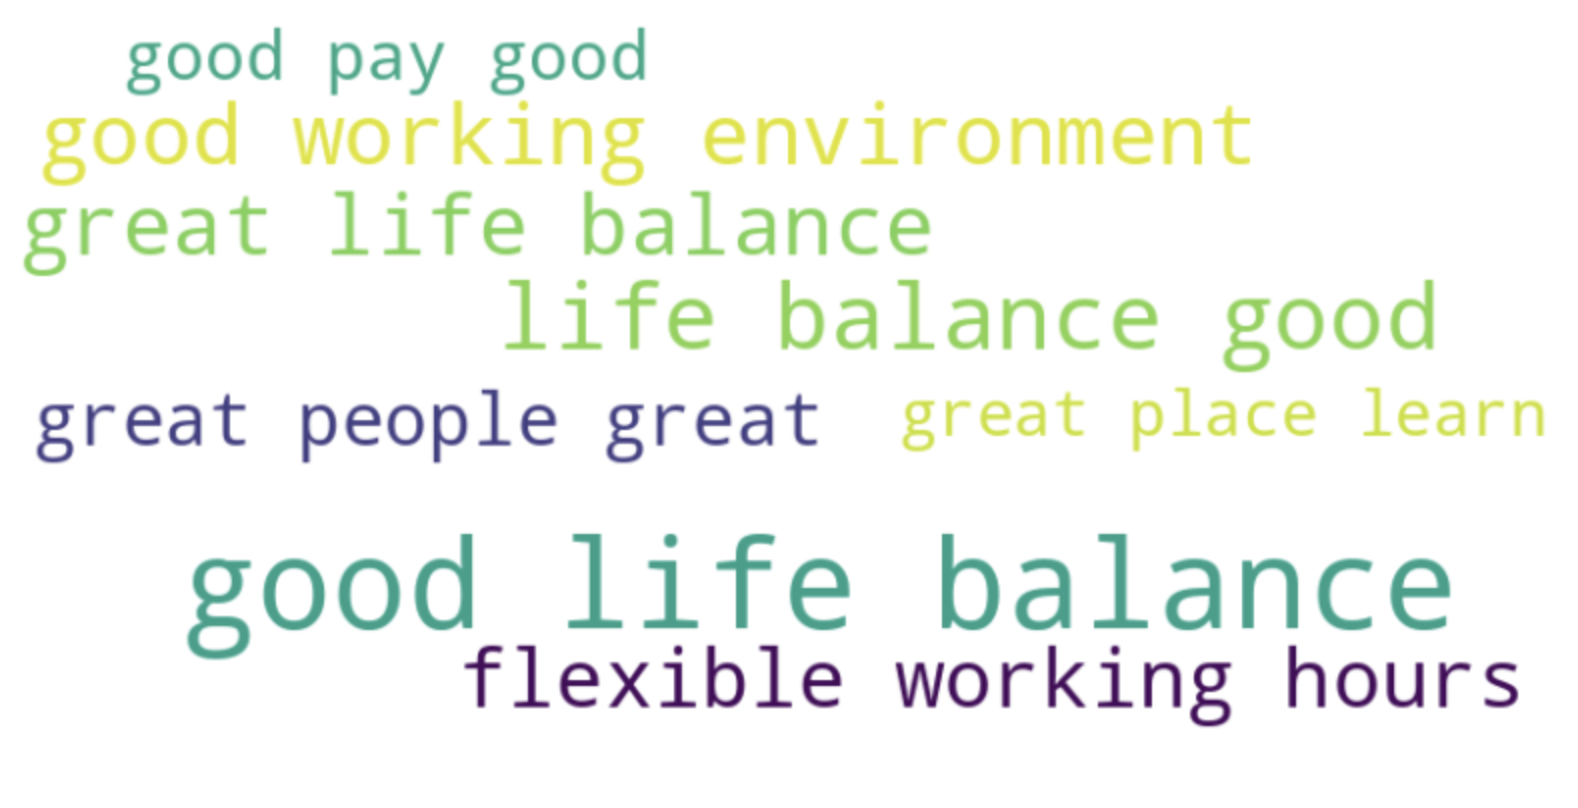 good pay good
good working environment
great life balance
life balance good
great people great
great place learn
good life balance
flexible working hours